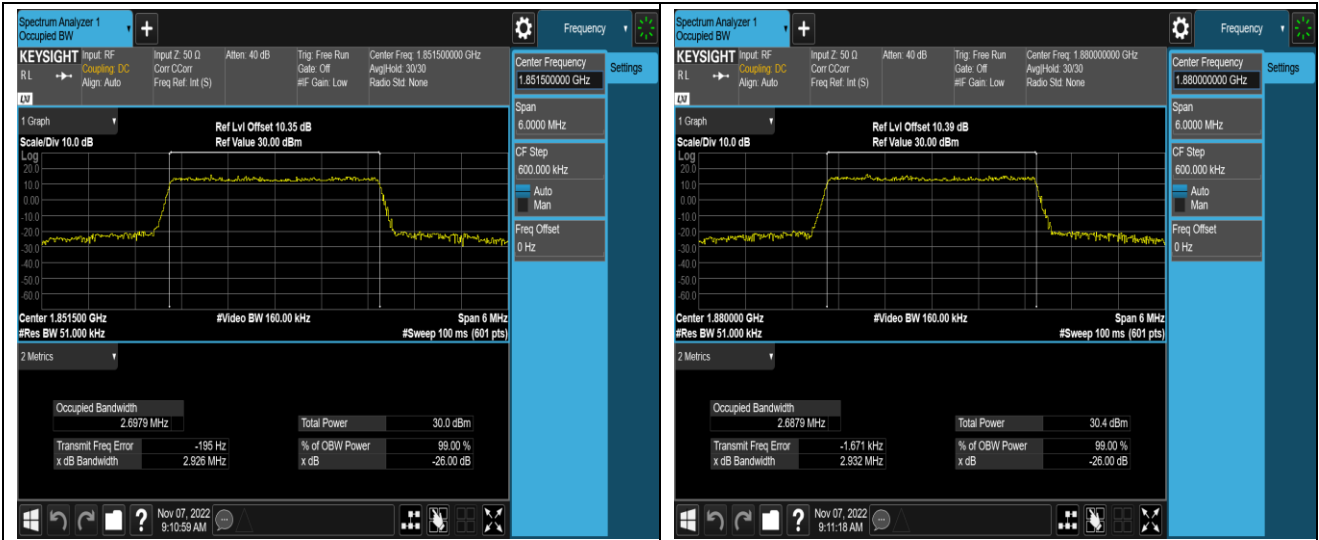 Spectrum Analyzer 1
Occupied BW
+
Frequency
KEYSIGHT
RL
LXI
Input: RF
Coupling: DC
Align: Auto
Input Z: 50 Ω
Corr CCorr
Freq Ref: Int (S)
Atten: 40 dB
Trig: Free Run
Gate: Off
#IF Gain: Low
Center Freq: 1.851500000 GHz
Avg|Hold: 30/30
Radio Std: None
Center Frequency
1.851500000 GHz
Settings
Span
6.0000 MHz
CF Step
600.000 kHz
Auto
Man
Freq Offset
0 Hz
1 Graph
Scale/Div 10.0 dB
Ref Lvl Offset 10.35 dB
Ref Value 30.00 dBm
Log
20.0
10.0
0.00
-10.0
-20.0
-30.0
-40.0
-50.0
-60.0
Center 1.851500 GHz
#Video BW 160.00 kHz
Span 6 MHz
#Res BW 51.000 kHz
#Sweep 100 ms (601 pts)
2 Metrics
Occupied Bandwidth
2.6979 MHz
Total Power 30.0 dBm
Transmit Freq Error -195 Hz
% of OBW Power 99.00 %
x dB Bandwidth 2.926 MHz
x dB -26.00 dB
?
Nov 07, 2022
9:10:59 AM
Spectrum Analyzer 1
Occupied BW
+
Frequency
KEYSIGHT
RL
LXI
Input: RF
Coupling: DC
Align: Auto
Input Z: 50 Ω
Corr CCorr
Freq Ref: Int (S)
Atten: 40 dB
Trig: Free Run
Gate: Off
#IF Gain: Low
Center Freq: 1.880000000 GHz
Avg|Hold: 30/30
Radio Std: None
Center Frequency
1.880000000 GHz
Settings
Span
6.0000 MHz
CF Step
600.000 kHz
Auto
Man
Freq Offset
0 Hz
1 Graph
Scale/Div 10.0 dB
Ref Lvl Offset 10.39 dB
Ref Value 30.00 dBm
Log
20.0
10.0
0.00
-10.0
-20.0
-30.0
-40.0
-50.0
-60.0
Center 1.880000 GHz
#Video BW 160.00 kHz
Span 6 MHz
#Res BW 51.000 kHz
#Sweep 100 ms (601 pts)
2 Metrics
Occupied Bandwidth
2.6879 MHz
Total Power 30.4 dBm
Transmit Freq Error -1.671 kHz
% of OBW Power 99.00 %
x dB Bandwidth 2.932 MHz
x dB -26.00 dB
?
Nov 07, 2022
9:11:18 AM